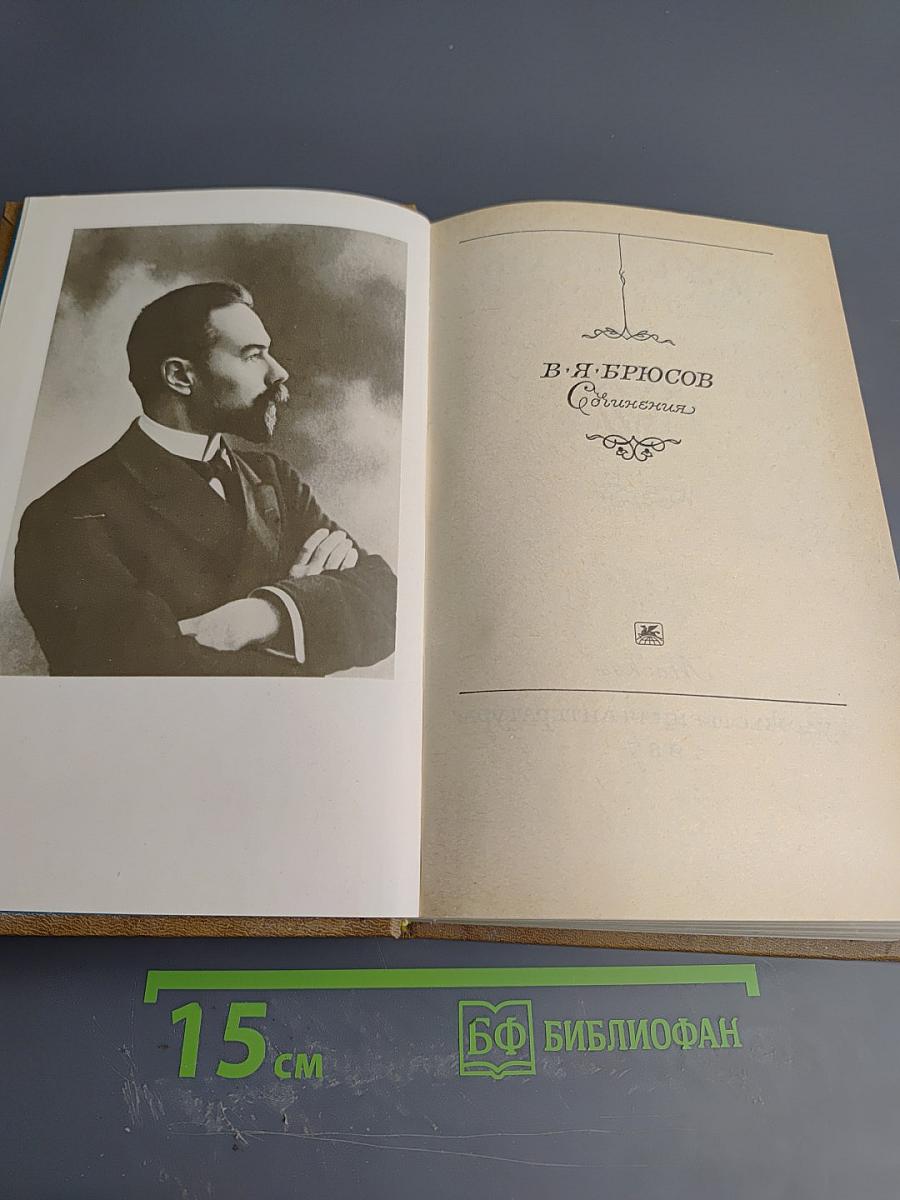 В·Я·БРЮСОВ
Сочинения
15 см
БФ БИБЛИОФАН